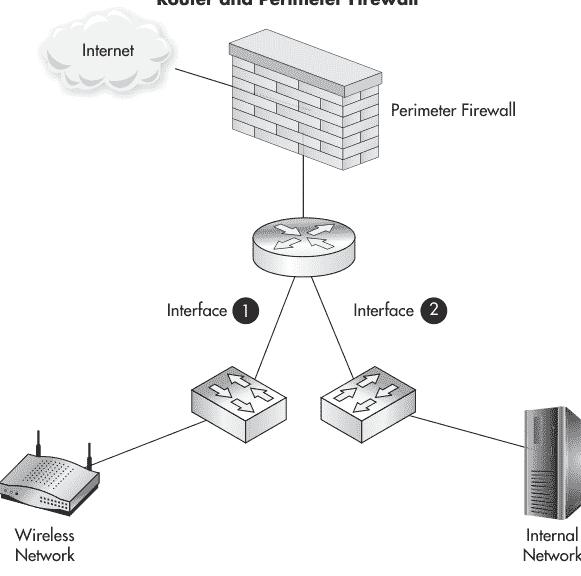 Router and Perimeter Firewall
Internet
Perimeter Firewall
Interface 1
Interface 2
Wireless
Network
Internal
Network